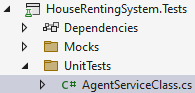 HouseRentingSystem.Tests
Dependencies
Mocks
UnitTests
C# AgentServiceClass.cs